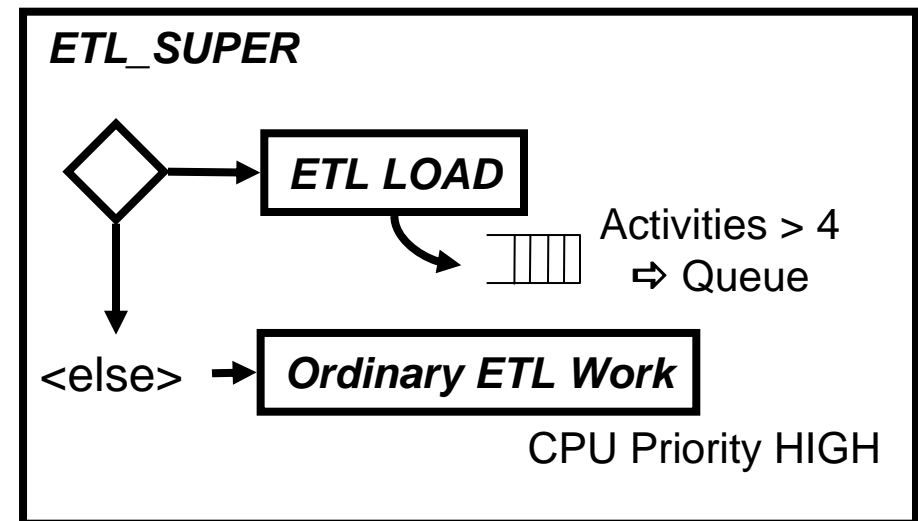 ETL_SUPER
ETL LOAD
Activities > 4
⇨ Queue
<else>
Ordinary ETL Work
CPU Priority HIGH